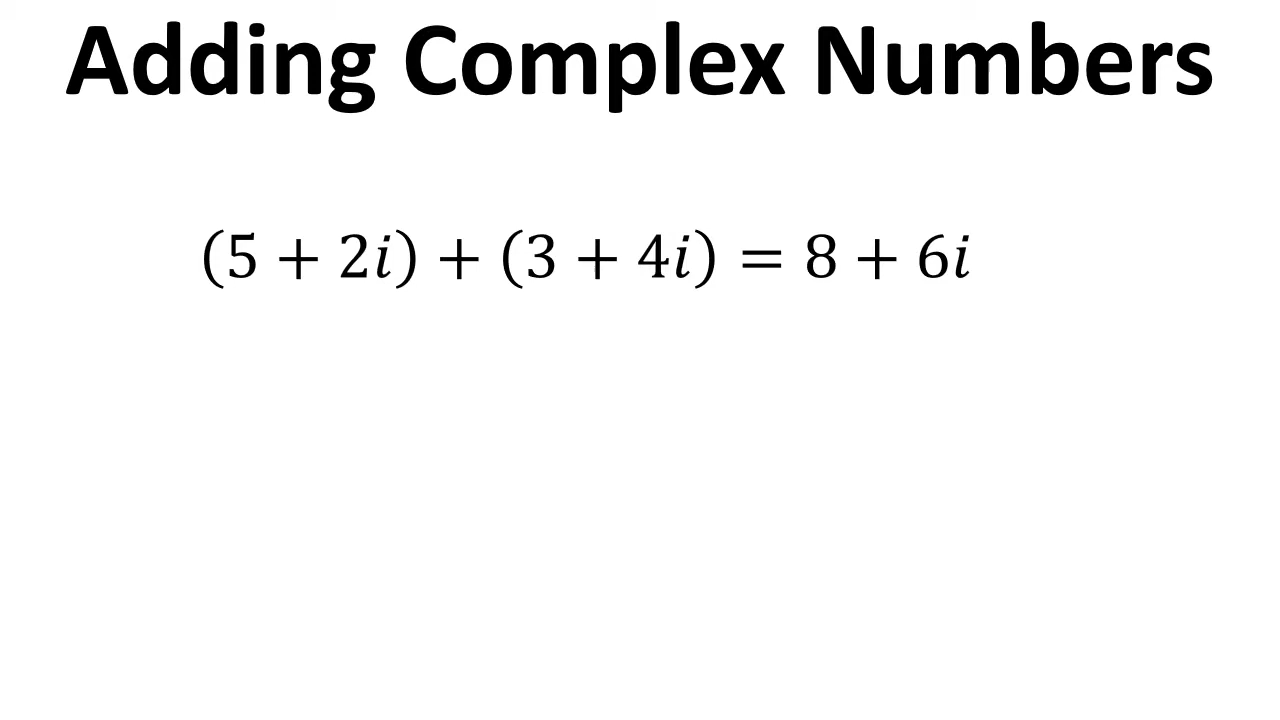 Adding Complex Numbers
(5 + 2i) + (3 + 4i) = 8 + 6i